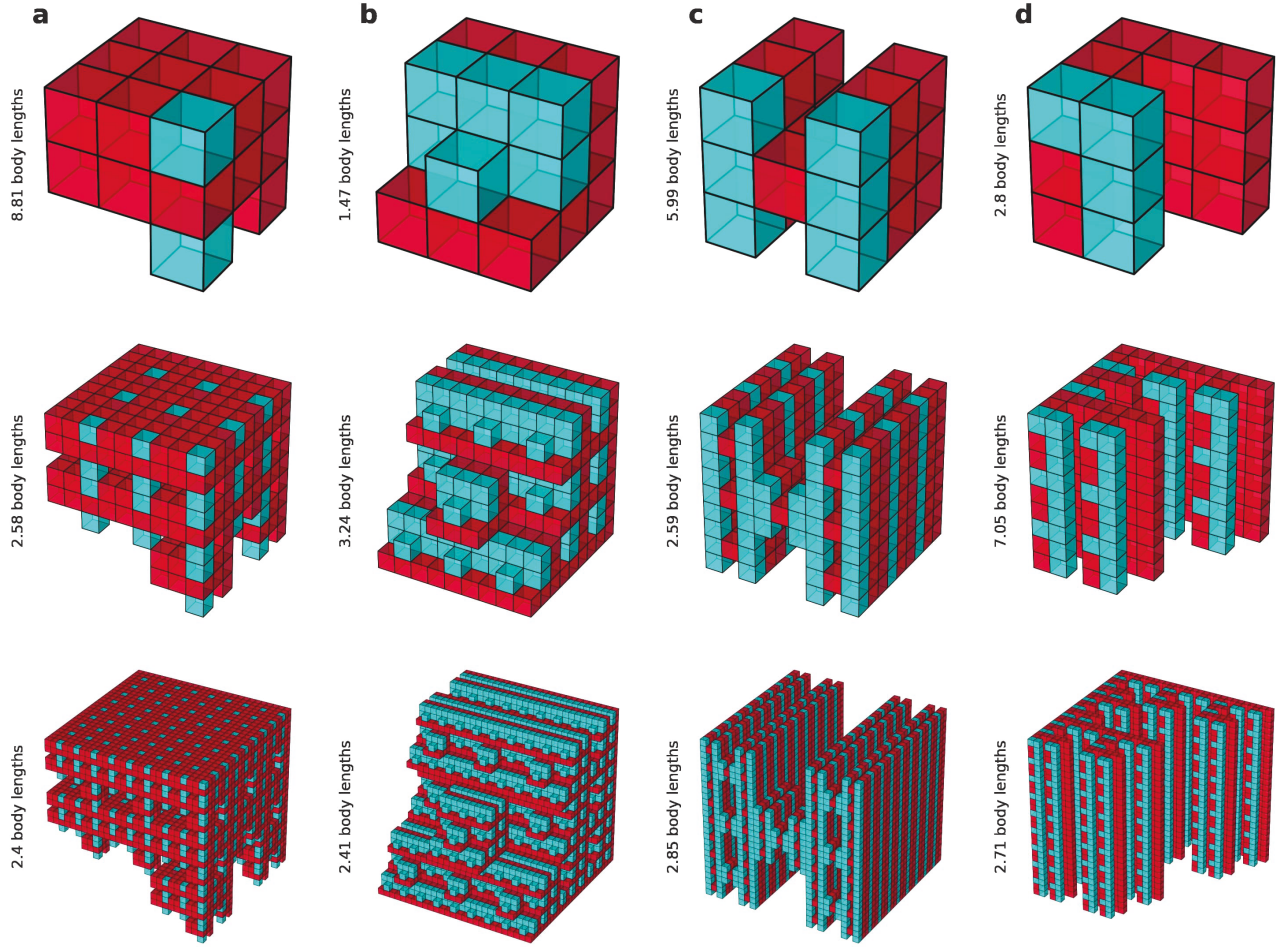 a b c d
8.81 body lengths
1.47 body lengths
5.99 body lengths
2.8 body lengths
2.58 body lengths
3.24 body lengths
2.59 body lengths
7.05 body lengths
2.4 body lengths
2.41 body lengths
2.85 body lengths
2.71 body lengths